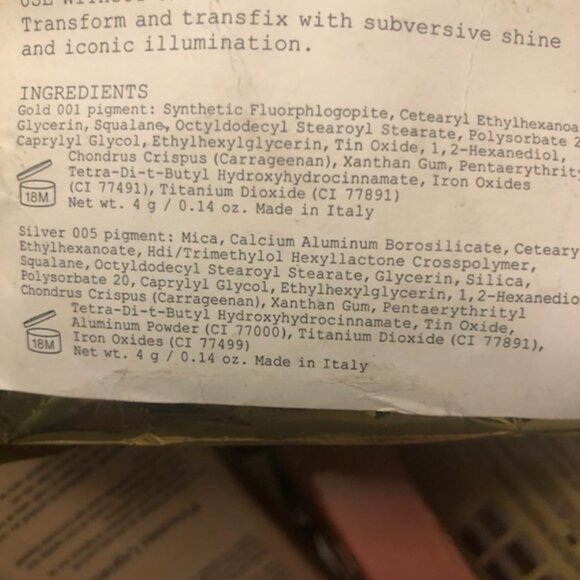 Transform and transfix with subversive shine
and iconic illumination.
INGREDIENTS
Gold 001 pigment: Synthetic Fluorphlogopite, Cetearyl Ethylhexanoa
Glycerin, Squalane, Octyldodecyl Stearoyl Stearate, Polysorbate 2
Caprylyl Glycol, Ethylhexylglycerin, Tin Oxide, 1,2-Hexanediol,
Chondrus Crispus (Carrageenan), Xanthan Gum, Pentaerythrity
Tetra-Di-t-Butyl Hydroxyhydrocinnamate, Iron Oxides
(CI 77491), Titanium Dioxide (CI 77891)
18M
Net wt. 4 g / 0.14 oz. Made in Italy
Silver 005 pigment: Mica, Calcium Aluminum Borosilicate, Ceteary
Ethylhexanoate, Hdi/Trimethylol Hexyllactone Crosspolymer,
Squalane, Octyldodecyl Stearoyl Stearate, Glycerin, Silica,
Polysorbate 20, Caprylyl Glycol, Ethylhexylglycerin, 1,2-Hexanedio
Chondrus Crispus (Carrageenan), Xanthan Gum, Pentaerythrityl
Tetra-Di-t-Butyl Hydroxyhydrocinnamate, Tin Oxide,
Aluminum Powder (CI 77000), Titanium Dioxide (CI 77891),
18M
Iron Oxides (CI 77499)
Net wt. 4 g / 0.14 oz. Made in Italy